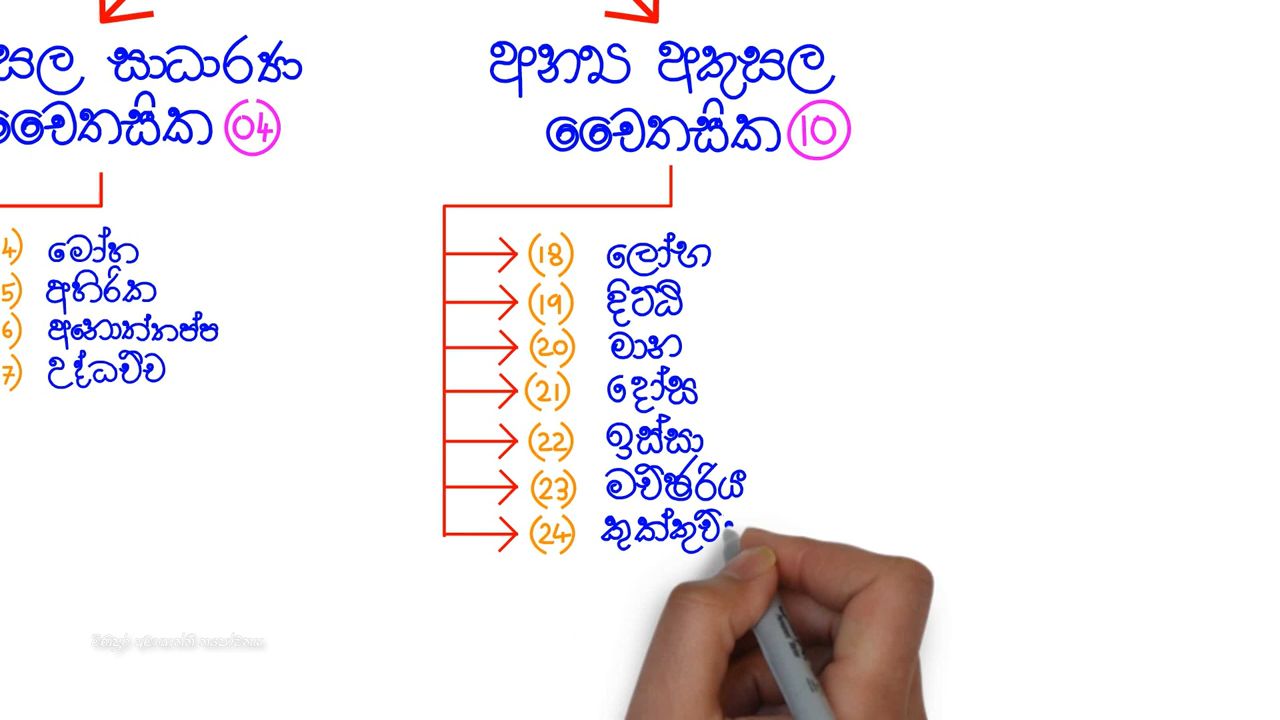 සල සාධාරණ
චෛතසික 04
4) මෝහ
5) අහිරික
6) අනොත්තප්ප
7) උද්ධච්ච
අන්‍ය අකුසල
චෛතසික 10
(18) ලෝභ
(19) දිට්ඨි
(20) මාන
(21) දෝස
(22) ඉස්සා
(23) මච්ඡරිය
(24) කුක්කුච්